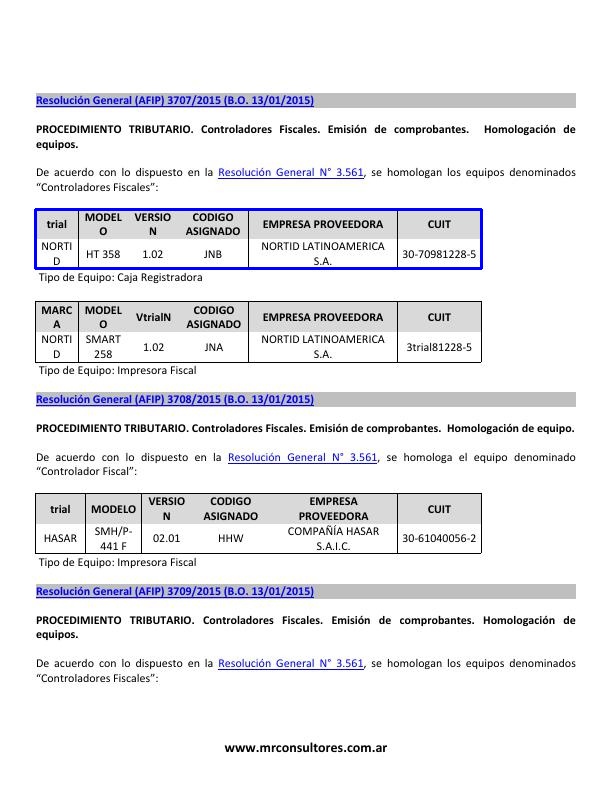 Resolución General (AFIP) 3707/2015 (B.O. 13/01/2015)
PROCEDIMIENTO TRIBUTARIO. Controladores Fiscales. Emisión de comprobantes. Homologación de
equipos.
De acuerdo con lo dispuesto en la Resolución General N° 3.561, se homologan los equipos denominados
“Controladores Fiscales”:
trial MODEL VERSIO CODIGO EMPRESA PROVEEDORA CUIT
O N ASIGNADO
NORTI HT 358 1.02 JNB NORTID LATINOAMERICA 30-70981228-5
D S.A.
Tipo de Equipo: Caja Registradora
MARC MODEL VtrialN CODIGO EMPRESA PROVEEDORA CUIT
A O ASIGNADO
NORTI SMART 1.02 JNA NORTID LATINOAMERICA 3trial81228-5
D 258 S.A.
Tipo de Equipo: Impresora Fiscal
Resolución General (AFIP) 3708/2015 (B.O. 13/01/2015)
PROCEDIMIENTO TRIBUTARIO. Controladores Fiscales. Emisión de comprobantes. Homologación de equipo.
De acuerdo con lo dispuesto en la Resolución General N° 3.561, se homologa el equipo denominado
“Controlador Fiscal”:
trial MODELO VERSIO CODIGO EMPRESA CUIT
N ASIGNADO PROVEEDORA
HASAR SMH/P- 02.01 HHW COMPAÑÍA HASAR 30-61040056-2
441 F S.A.I.C.
Tipo de Equipo: Impresora Fiscal
Resolución General (AFIP) 3709/2015 (B.O. 13/01/2015)
PROCEDIMIENTO TRIBUTARIO. Controladores Fiscales. Emisión de comprobantes. Homologación de
equipos.
De acuerdo con lo dispuesto en la Resolución General N° 3.561, se homologan los equipos denominados
“Controladores Fiscales”:
www.mrconsultores.com.ar